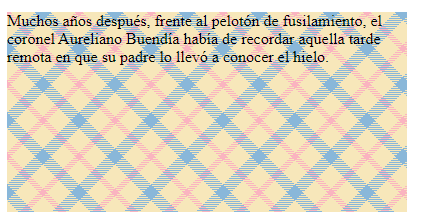 Muchos años después, frente al pelotón de fusilamiento, el
coronel Aureliano Buendía había de recordar aquella tarde
remota en que su padre lo llevó a conocer el hielo.